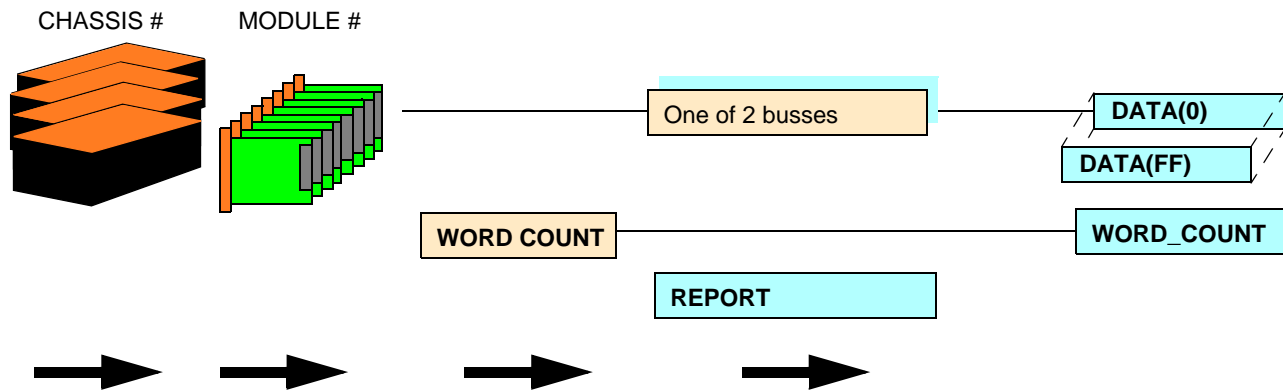 CHASSIS #
MODULE #
One of 2 busses
DATA(0)
DATA(FF)
WORD COUNT
WORD_COUNT
REPORT